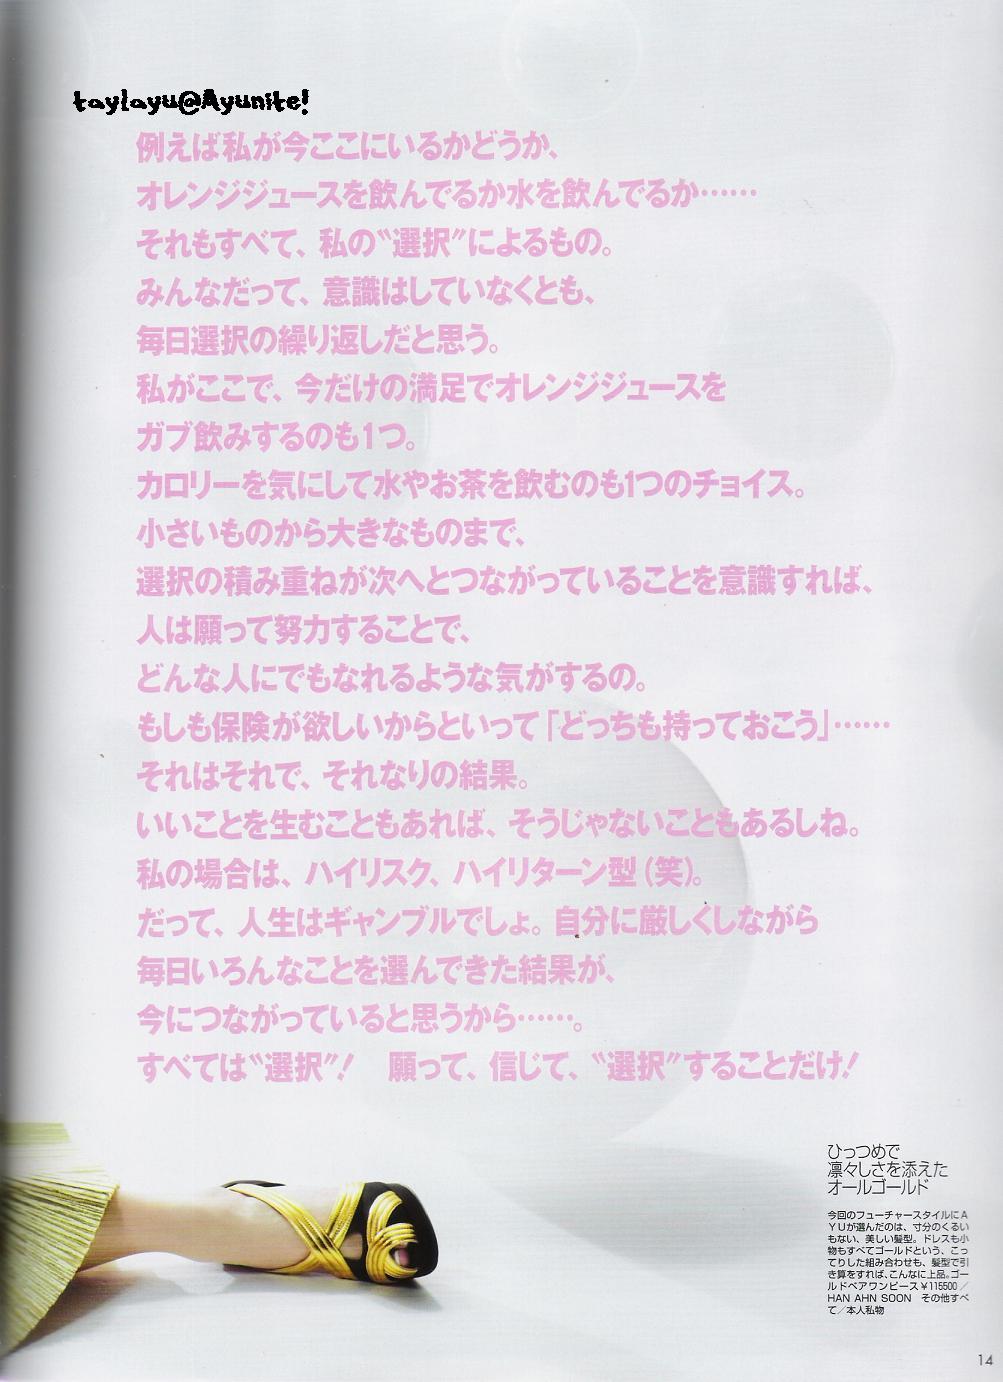 taylayu@Ayunite!
例えば私が今ここにいるかどうか、
オレンジジュースを飲んでるか水を飲んでるか……
それもすべて、私の〝選択〟によるもの。
みんなだって、意識はしていなくとも、
毎日選択の繰り返しだと思う。
私がここで、今だけの満足でオレンジジュースを
ガブ飲みするのも1つ。
カロリーを気にして水やお茶を飲むのも1つのチョイス。
小さいものから大きなものまで、
選択の積み重ねが次へとつながっていることを意識すれば、
人は願って努力することで、
どんな人にでもなれるような気がするの。
もしも保険が欲しいからといって「どっちも持っておこう」……
それはそれで、それなりの結果。
いいことを生むこともあれば、そうじゃないこともあるしね。
私の場合は、ハイリスク、ハイリターン型（笑）。
だって、人生はギャンブルでしょ。自分に厳しくしながら
毎日いろんなことを選んできた結果が、
今につながっていると思うから……。
すべては〝選択〟！　願って、信じて、〝選択〟することだけ！
ひっつめで
凛々しさを添えた
オールゴールド
今回のフューチャースタイルにA
YUが選んだのは、寸分のくるい
もない、美しい髪型。ドレスも小
物もすべてゴールドという、こっ
てりした組み合わせも、髪型で引
き算をすれば、こんなに上品。ゴー
ルドベアワンピース¥115500／
HAN AHN SOON　その他すべ
て／本人私物
14